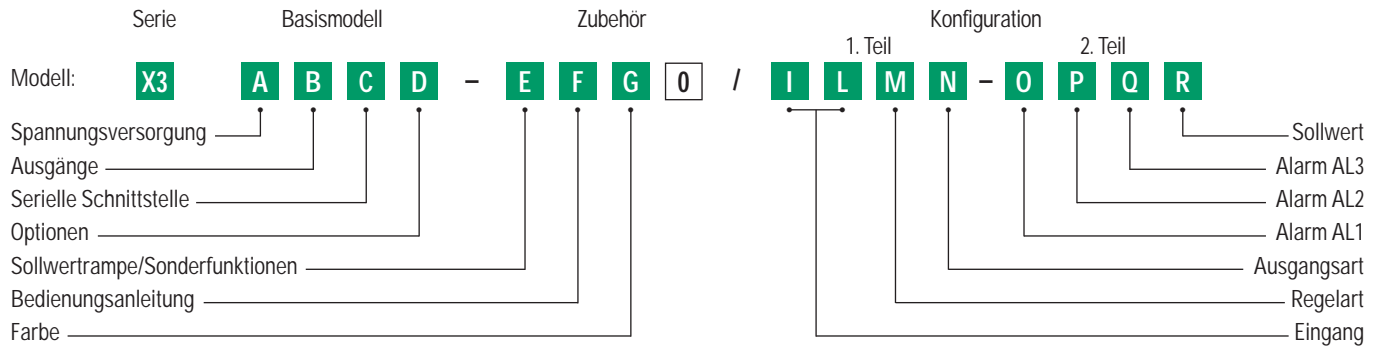 Serie Basismodell Zubehör Konfiguration
1. Teil 2. Teil
Modell: X3 A B C D – E F G 0 / I L M N – O P Q R
Spannungsversorgung Sollwert
Ausgänge Alarm AL3
Serielle Schnittstelle Alarm AL2
Optionen Alarm AL1
Sollwertrampe/Sonderfunktionen Ausgangsart
Bedienungsanleitung Regelart
Farbe Eingang